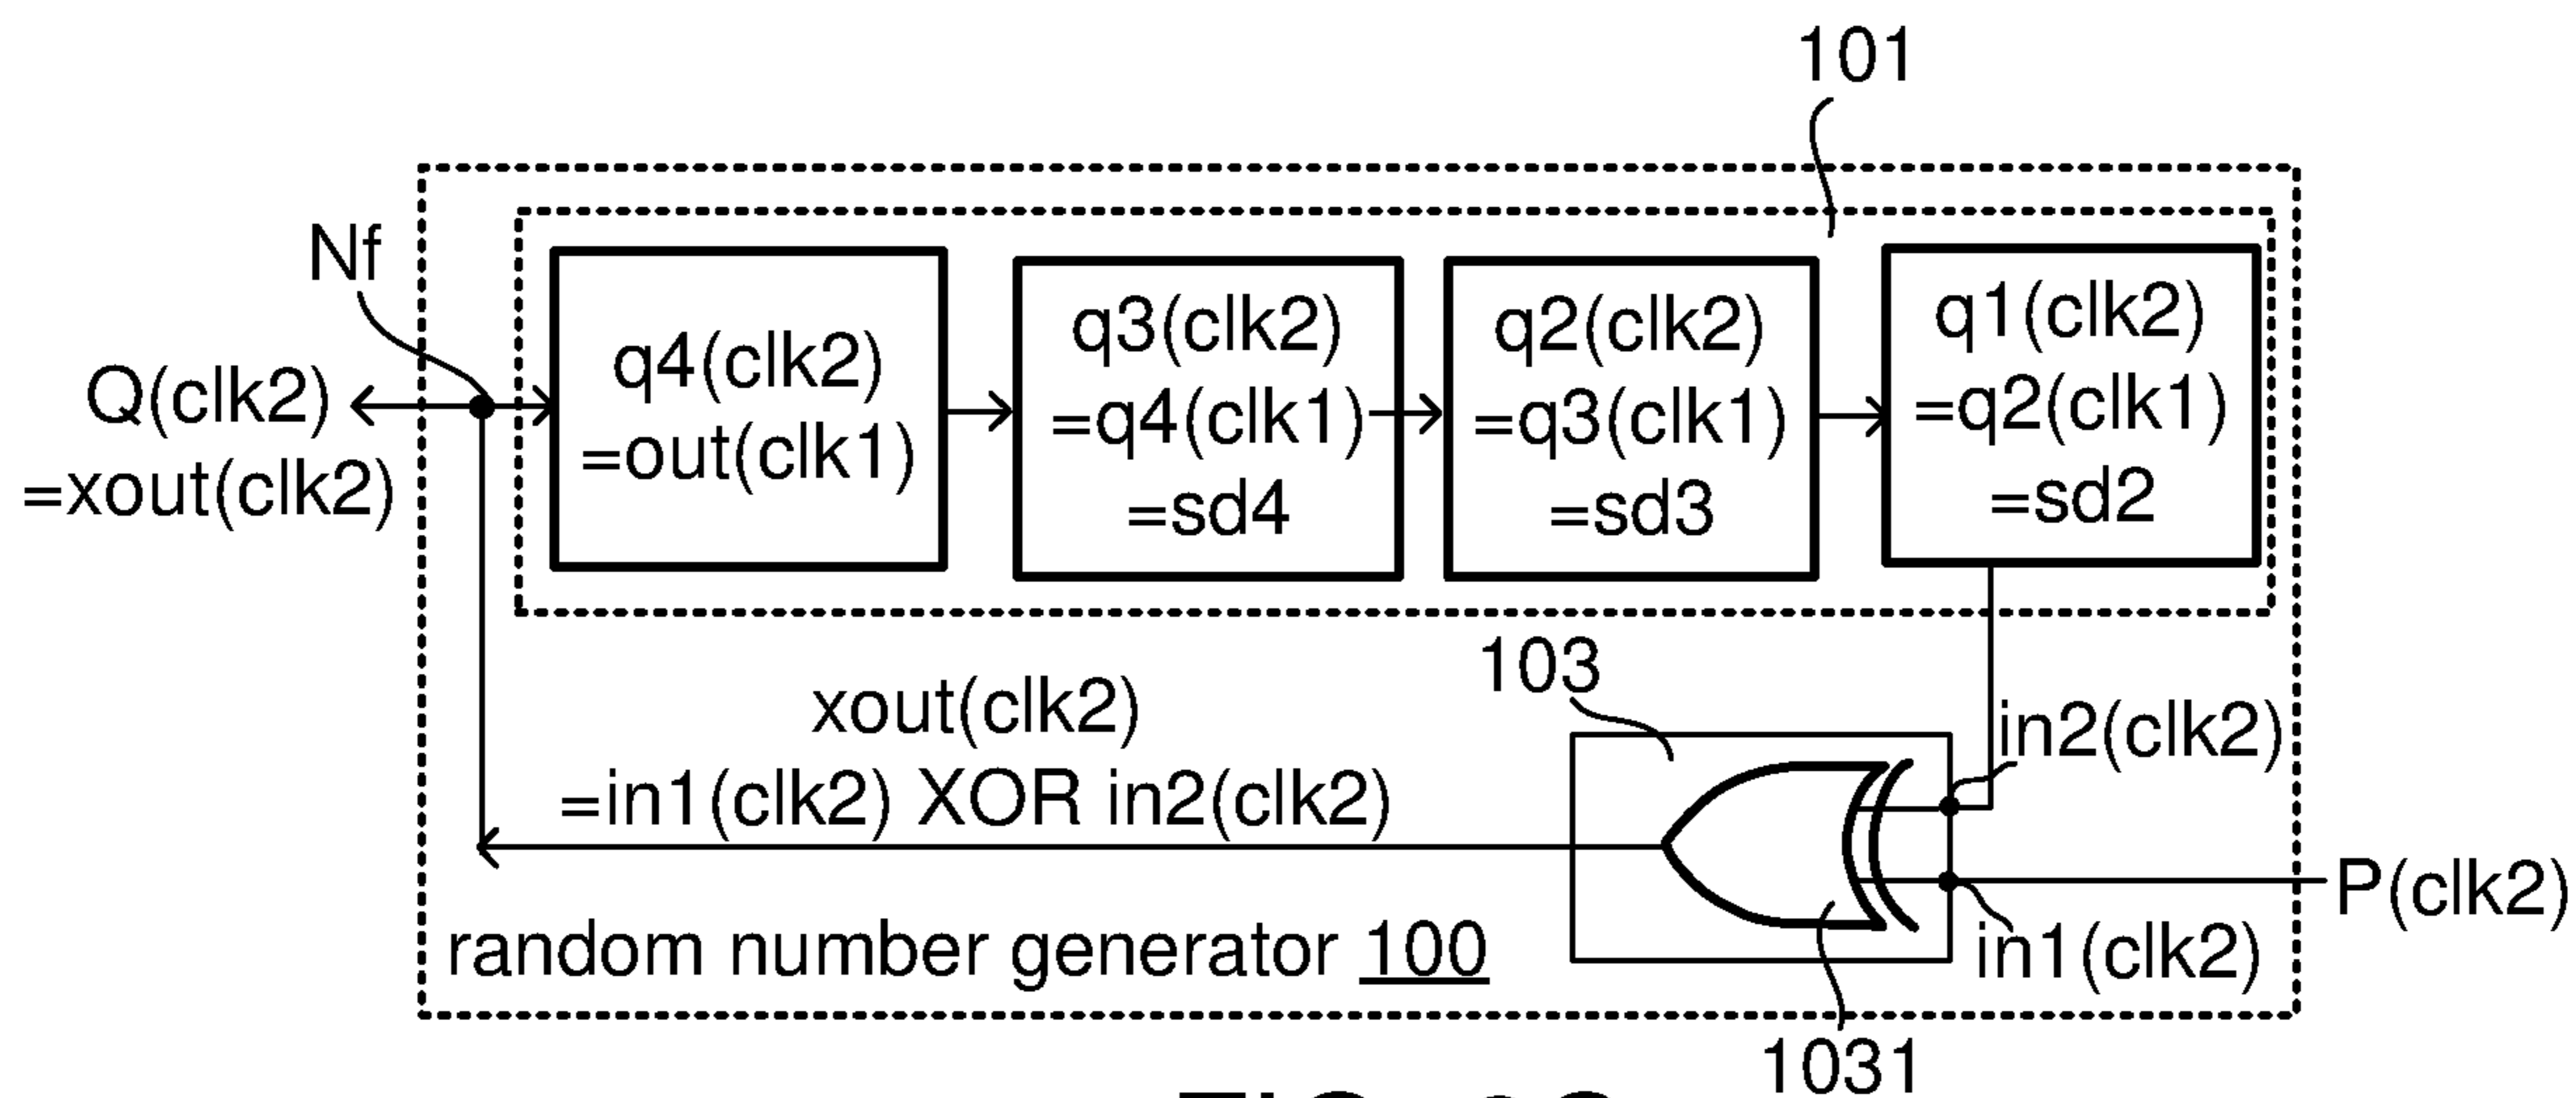 101
Nf
Q(clk2)
=xout(clk2)
q4(clk2)
=out(clk1)
q3(clk2)
=q4(clk1)
=sd4
q2(clk2)
=q3(clk1)
=sd3
q1(clk2)
=q2(clk1)
=sd2
103
xout(clk2)
=in1(clk2) XOR in2(clk2)
in2(clk2)
P(clk2)
in1(clk2)
random number generator 100
1031